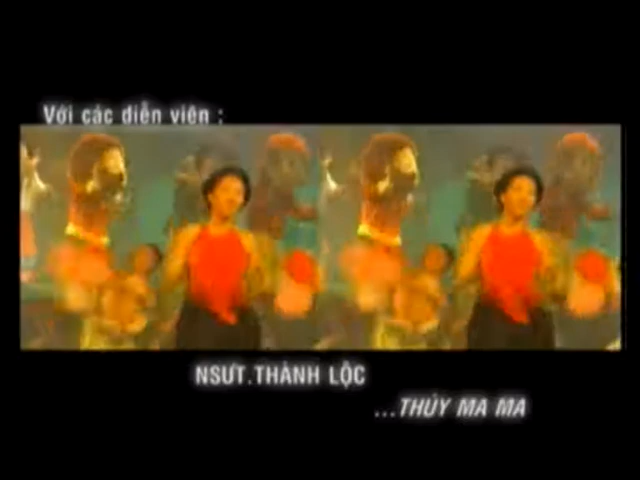 Với các diễn viên :
NSƯT.THÀNH LỘC
...THỦY MA MA